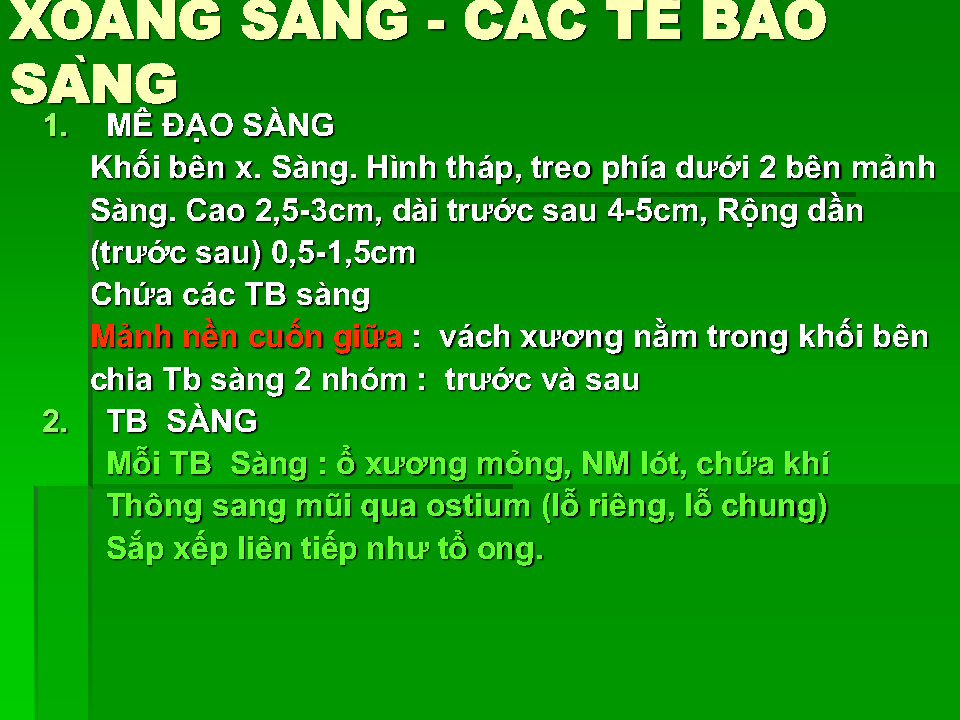 XOANG SÀNG - CÁC TẾ BÀO
SÀNG
1. MÊ ĐẠO SÀNG
Khối bên x. Sàng. Hình tháp, treo phía dưới 2 bên mảnh
Sàng. Cao 2,5-3cm, dài trước sau 4-5cm, Rộng dần
(trước sau) 0,5-1,5cm
Chứa các TB sàng
Mảnh nền cuốn giữa : vách xương nằm trong khối bên
chia Tb sàng 2 nhóm : trước và sau
2. TB SÀNG
Mỗi TB Sàng : ổ xương mỏng, NM lót, chứa khí
Thông sang mũi qua ostium (lỗ riêng, lỗ chung)
Sắp xếp liên tiếp như tổ ong.